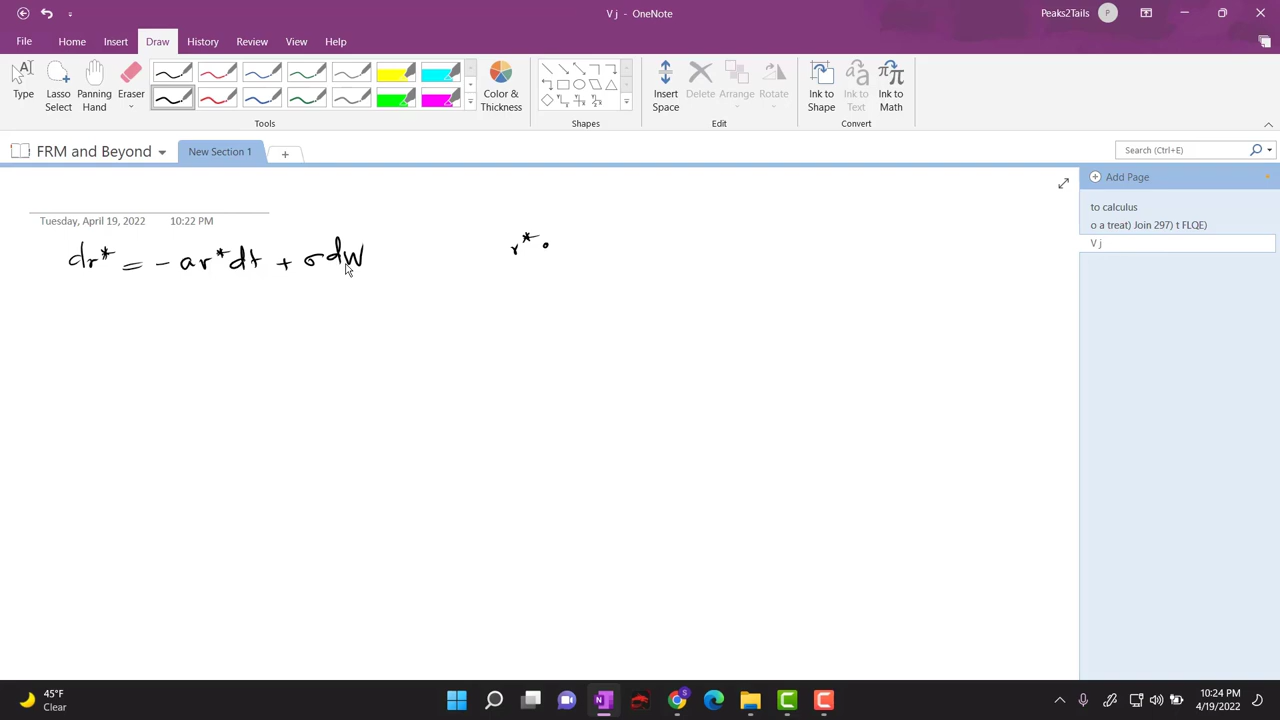 V j - OneNote
Peaks2Tails P
File Home Insert Draw History Review View Help
Type Lasso Select Panning Hand Eraser Color & Thickness Insert Space Delete Arrange Rotate Ink to Shape Ink to Text Ink to Math
Tools Shapes Edit Convert
FRM and Beyond New Section 1 + Search (Ctrl+E)
Add Page
to calculus
o a treat) Join 297) t FLQE)
V j
Tuesday, April 19, 2022 10:22 PM
dr* = - ar*dt + σdW r*
45°F
Clear
10:24 PM
4/19/2022